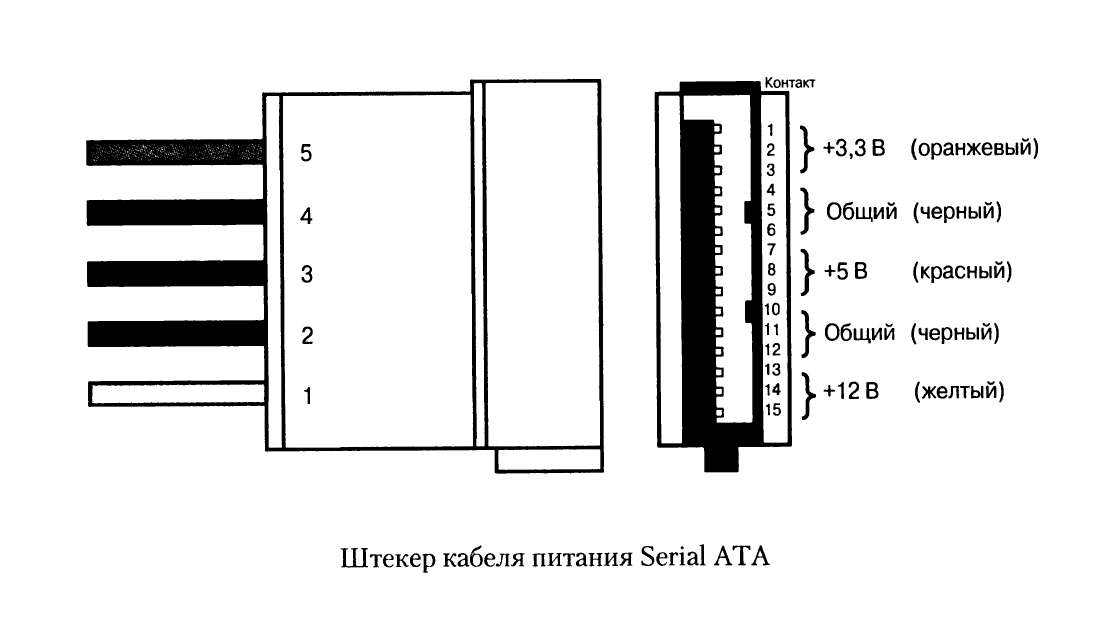 Контакт
5
4
3
2
1
1
2
3
4
5
6
7
8
9
10
11
12
13
14
15
+3,3 В (оранжевый)
Общий (черный)
+5 В (красный)
Общий (черный)
+12 В (желтый)
Штекер кабеля питания Serial ATA